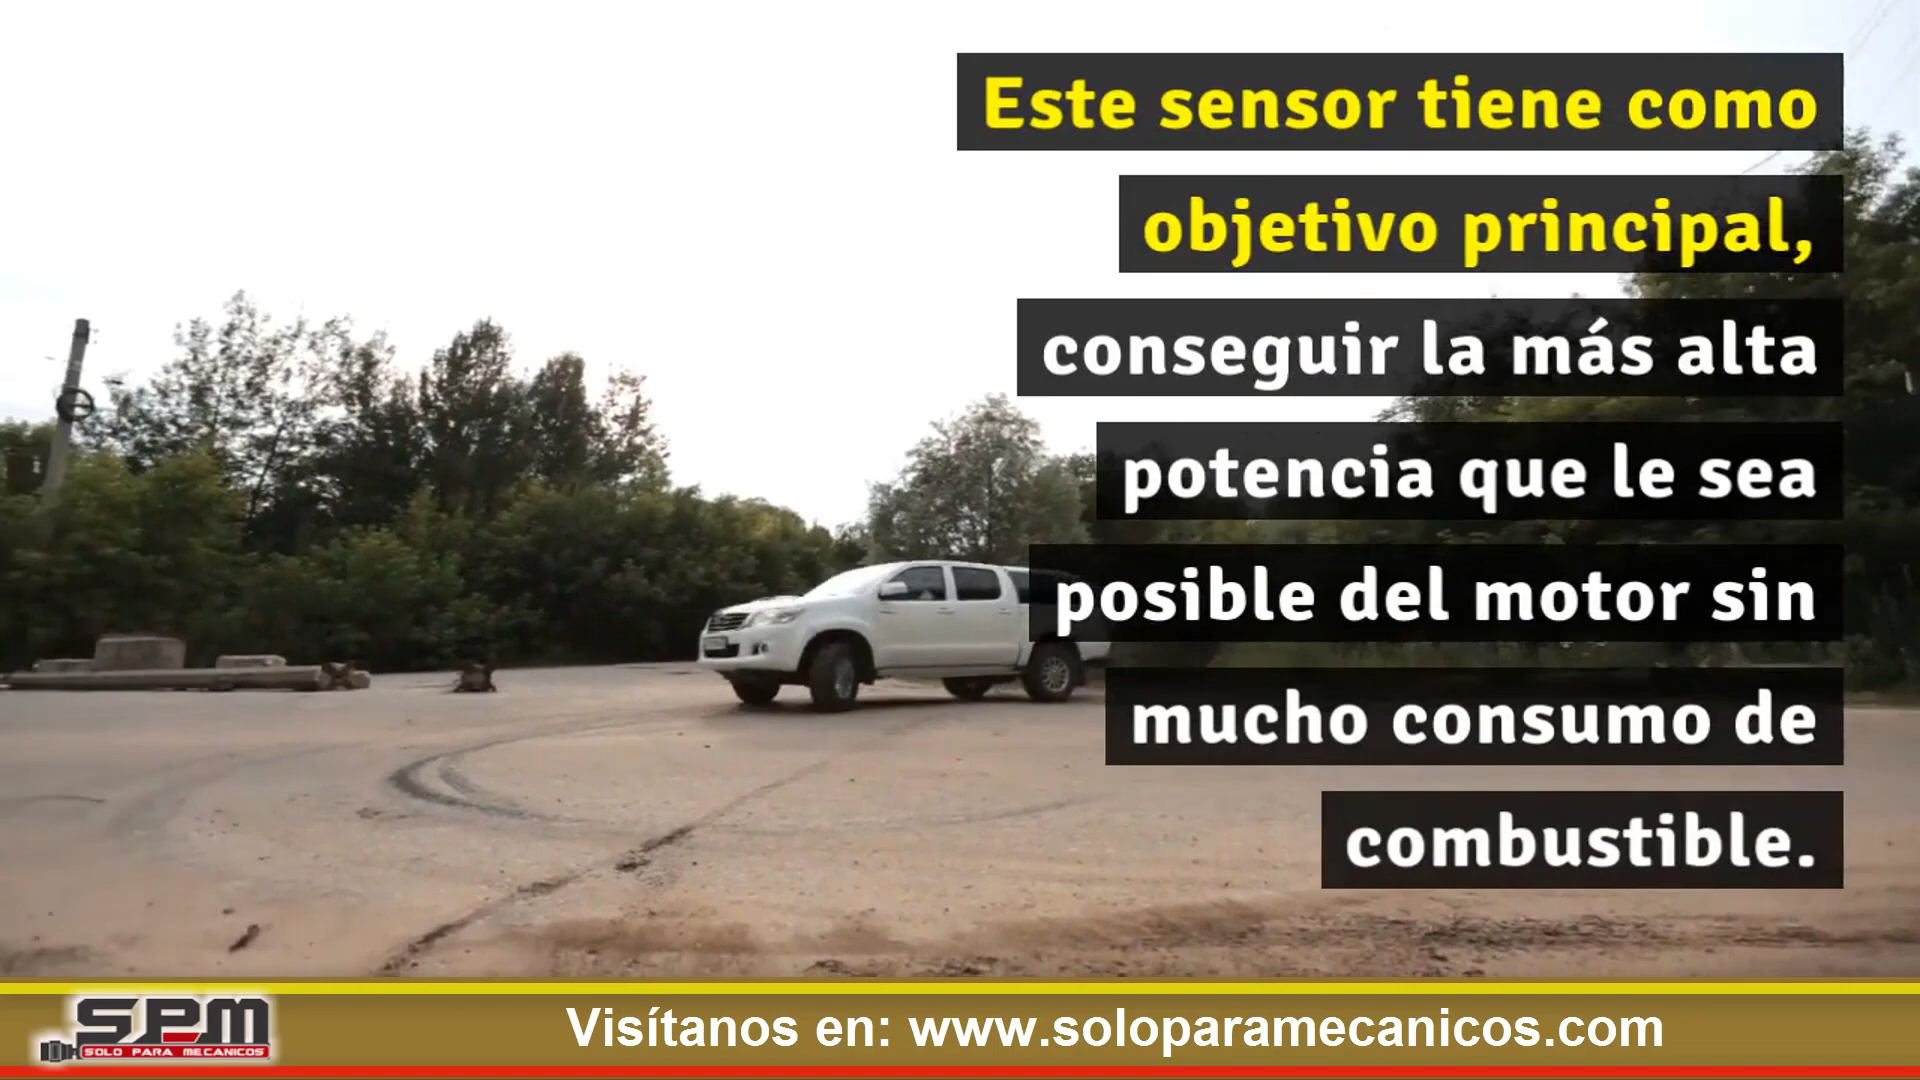 Este sensor tiene como
objetivo principal,
conseguir la más alta
potencia que le sea
posible del motor sin
mucho consumo de
combustible.
SPM
SOLO PARA MECANICOS
Visítanos en: www.soloparamecanicos.com